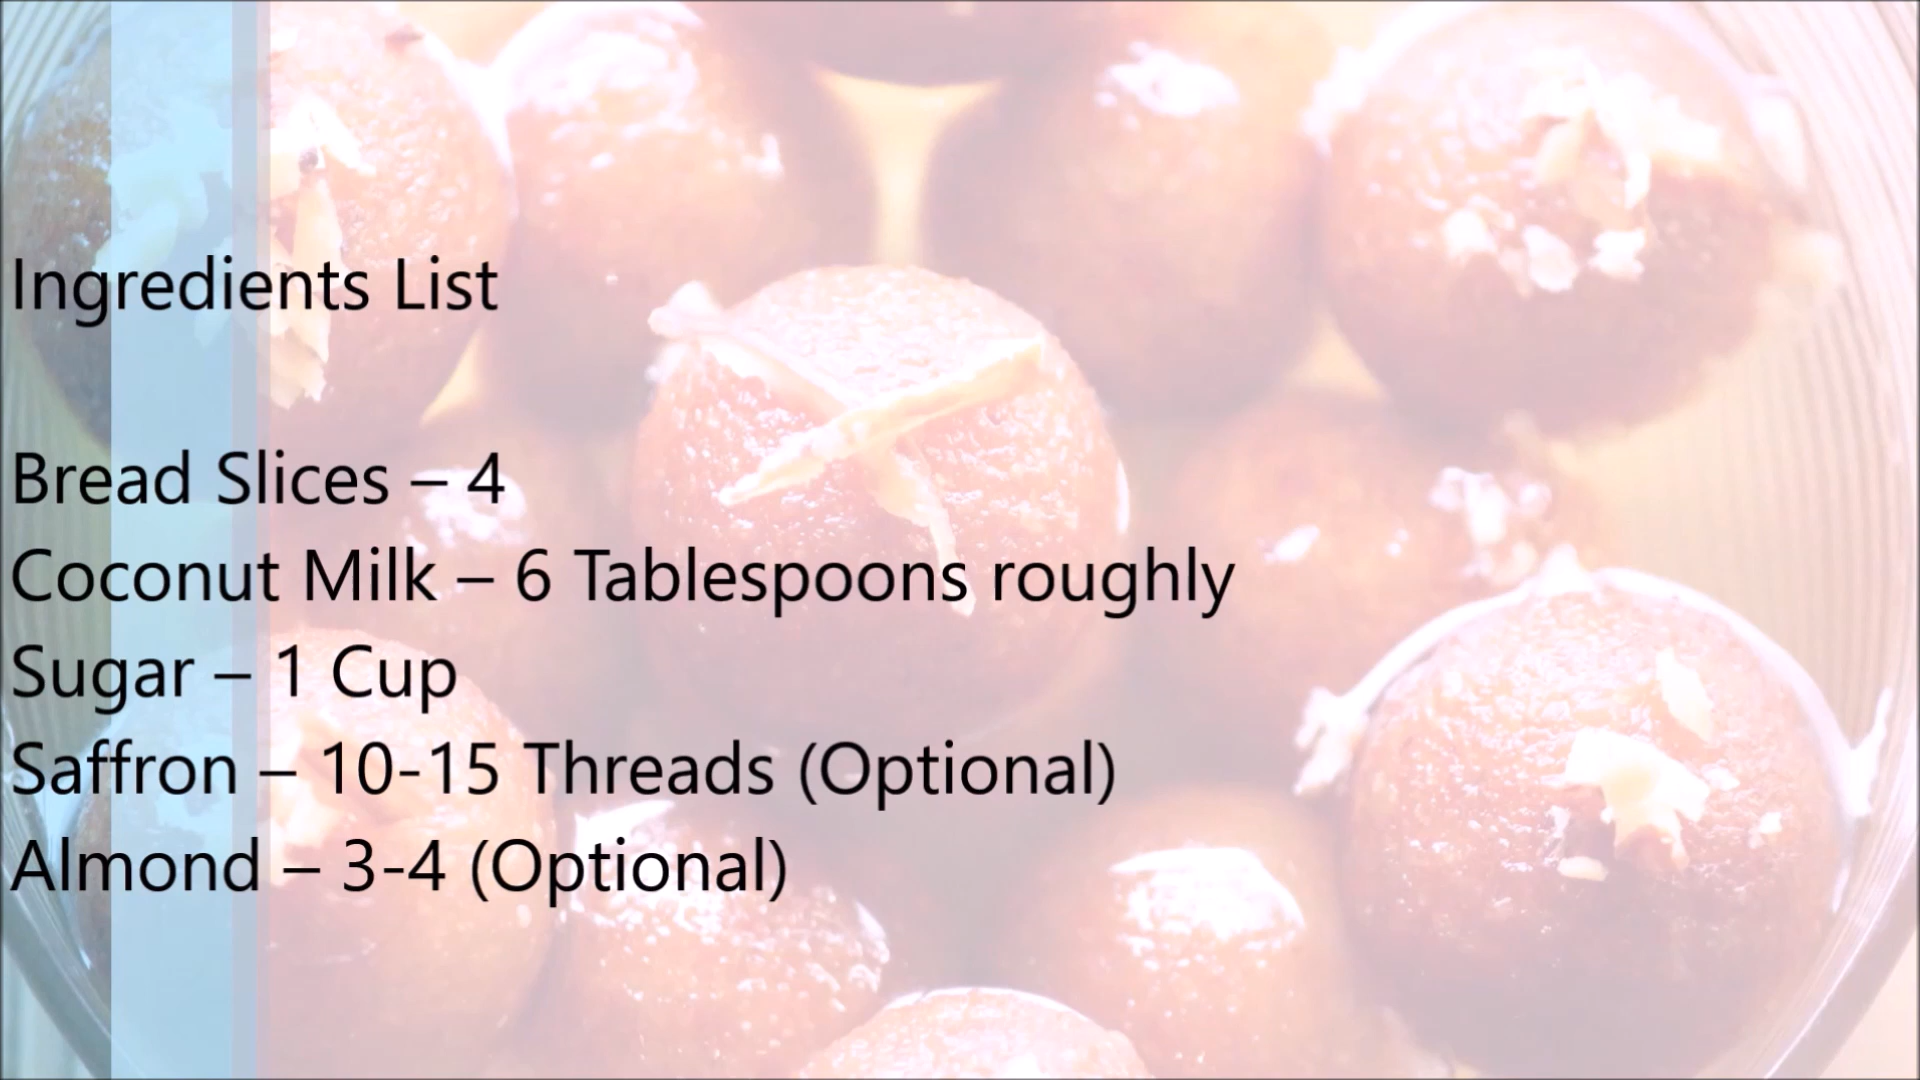 Ingredients List
Bread Slices – 4
Coconut Milk – 6 Tablespoons roughly
Sugar – 1 Cup
Saffron – 10-15 Threads (Optional)
Almond – 3-4 (Optional)